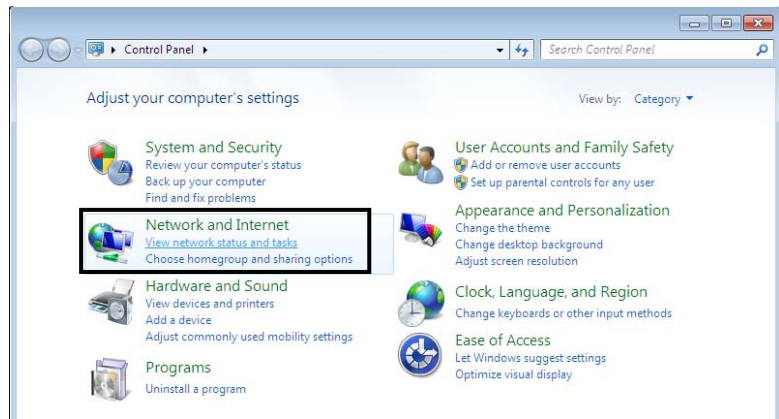 Control Panel
Search Control Panel
Adjust your computer's settings
View by: Category
System and Security
Review your computer's status
Back up your computer
Find and fix problems
Network and Internet
View network status and tasks
Choose homegroup and sharing options
Hardware and Sound
View devices and printers
Add a device
Adjust commonly used mobility settings
Programs
Uninstall a program
User Accounts and Family Safety
Add or remove user accounts
Set up parental controls for any user
Appearance and Personalization
Change the theme
Change desktop background
Adjust screen resolution
Clock, Language, and Region
Change keyboards or other input methods
Ease of Access
Let Windows suggest settings
Optimize visual display